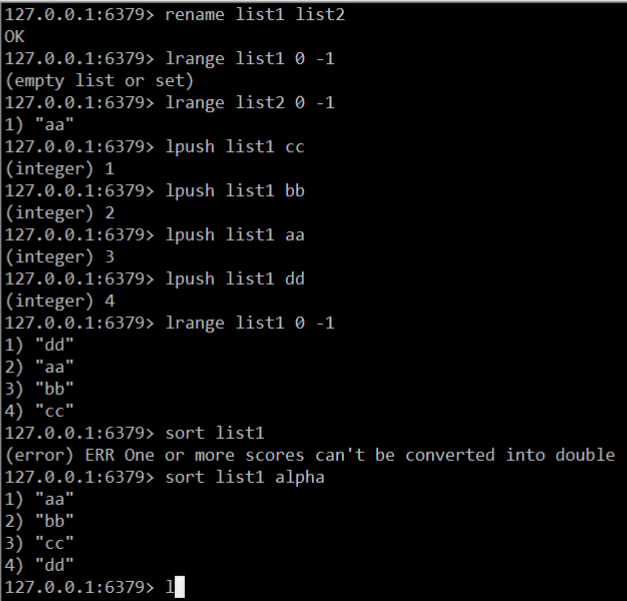 127.0.0.1:6379> rename list1 list2
OK
127.0.0.1:6379> lrange list1 0 -1
(empty list or set)
127.0.0.1:6379> lrange list2 0 -1
1) "aa"
127.0.0.1:6379> lpush list1 cc
(integer) 1
127.0.0.1:6379> lpush list1 bb
(integer) 2
127.0.0.1:6379> lpush list1 aa
(integer) 3
127.0.0.1:6379> lpush list1 dd
(integer) 4
127.0.0.1:6379> lrange list1 0 -1
1) "dd"
2) "aa"
3) "bb"
4) "cc"
127.0.0.1:6379> sort list1
(error) ERR One or more scores can't be converted into double
127.0.0.1:6379> sort list1 alpha
1) "aa"
2) "bb"
3) "cc"
4) "dd"
127.0.0.1:6379> l